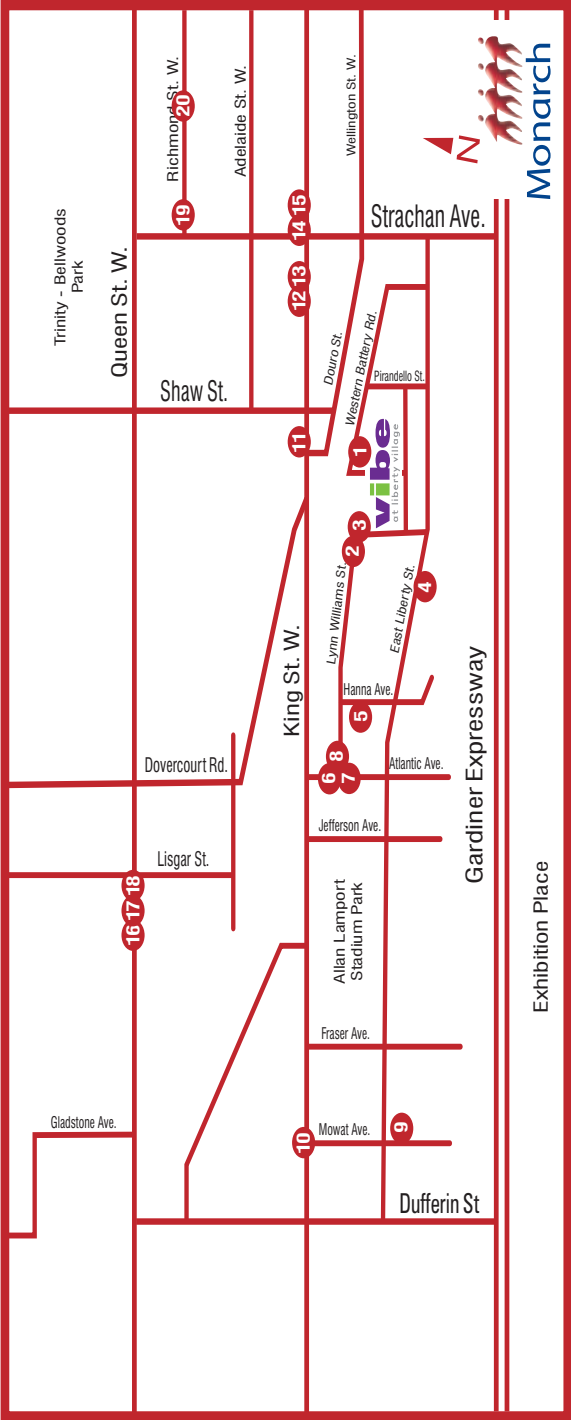 Trinity - Bellwoods
Park
Queen St. W.
Richmond St. W.
20
19
Adelaide St. W.
Wellington St. W.
N
Monarch
Strachan Ave.
15
14
13
12
Shaw St.
Douro St.
Western Battery Rd.
Pirandello St.
11
1
vibe
at liberty village
3
2
Lynn Williams St.
East Liberty St.
4
King St. W.
Hanna Ave.
5
Gardiner Expressway
Dovercourt Rd.
8
6
7
Atlantic Ave.
Jefferson Ave.
Lisgar St.
18
17
16
Allan Lamport
Stadium Park
Exhibition Place
Fraser Ave.
Gladstone Ave.
10
Mowat Ave.
9
Dufferin St